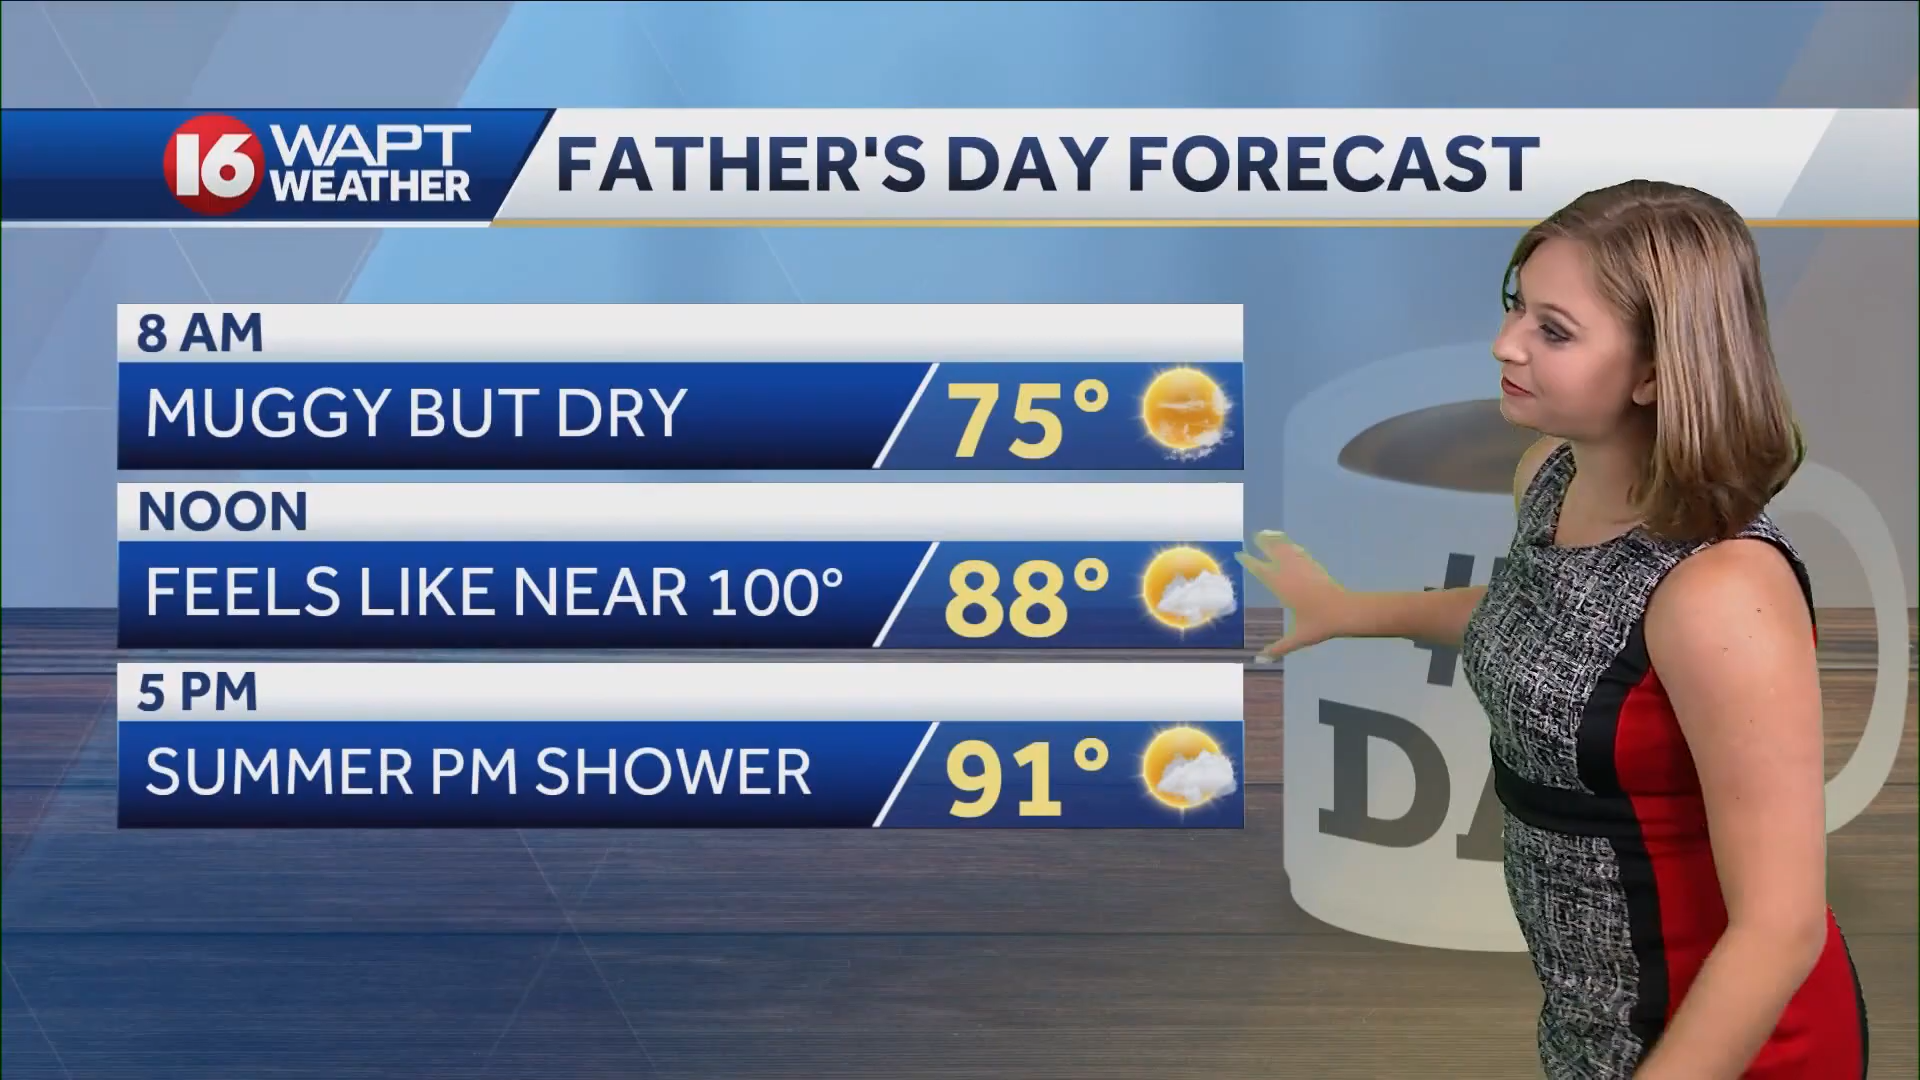 16 WAPT
WEATHER
FATHER'S DAY FORECAST
8 AM
MUGGY BUT DRY 75°
NOON
FEELS LIKE NEAR 100° 88°
5 PM
SUMMER PM SHOWER 91°